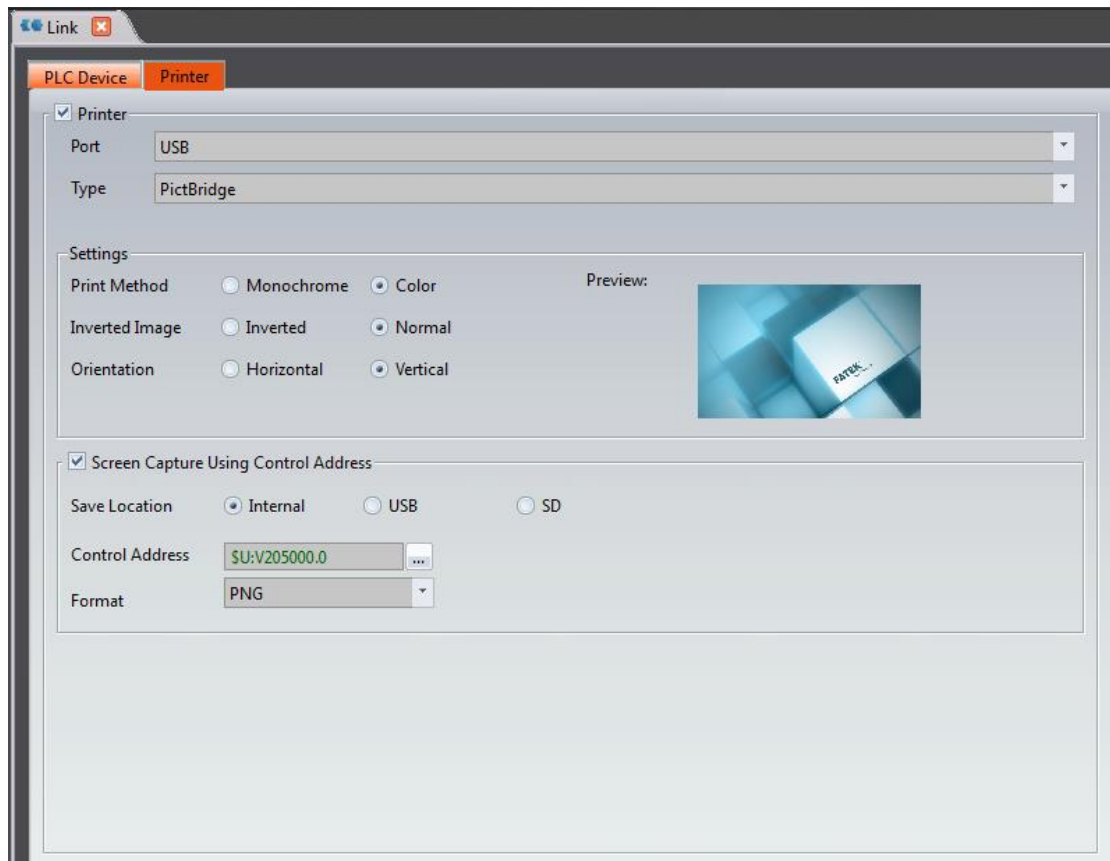 Link
PLC Device Printer
Printer
Port USB
Type PictBridge
Settings
Print Method Monochrome Color Preview:
Inverted Image Inverted Normal
Orientation Horizontal Vertical
FATEK
Screen Capture Using Control Address
Save Location Internal USB SD
Control Address $U:V205000.0 ...
Format PNG